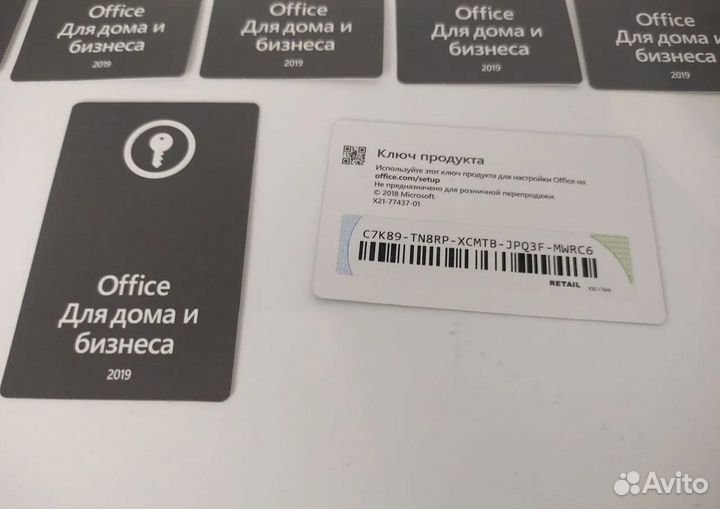 Office
Для дома и
бизнеса
2019
Office
Для дома и
бизнеса
2019
Office
Для дома и
бизнеса
2019
Office
Для дома и
бизнеса
2019
Office
Для дома и
бизнеса
2019
Ключ продукта
Используйте этот ключ продукта для настройки Office на
office.com/setup
Не предназначено для розничной перепродажи.
© 2018 Microsoft.
X21-77437-01
C7K89-TN8RP-XCMTB-JPQ3F-MWRC6
RETAIL
Avito